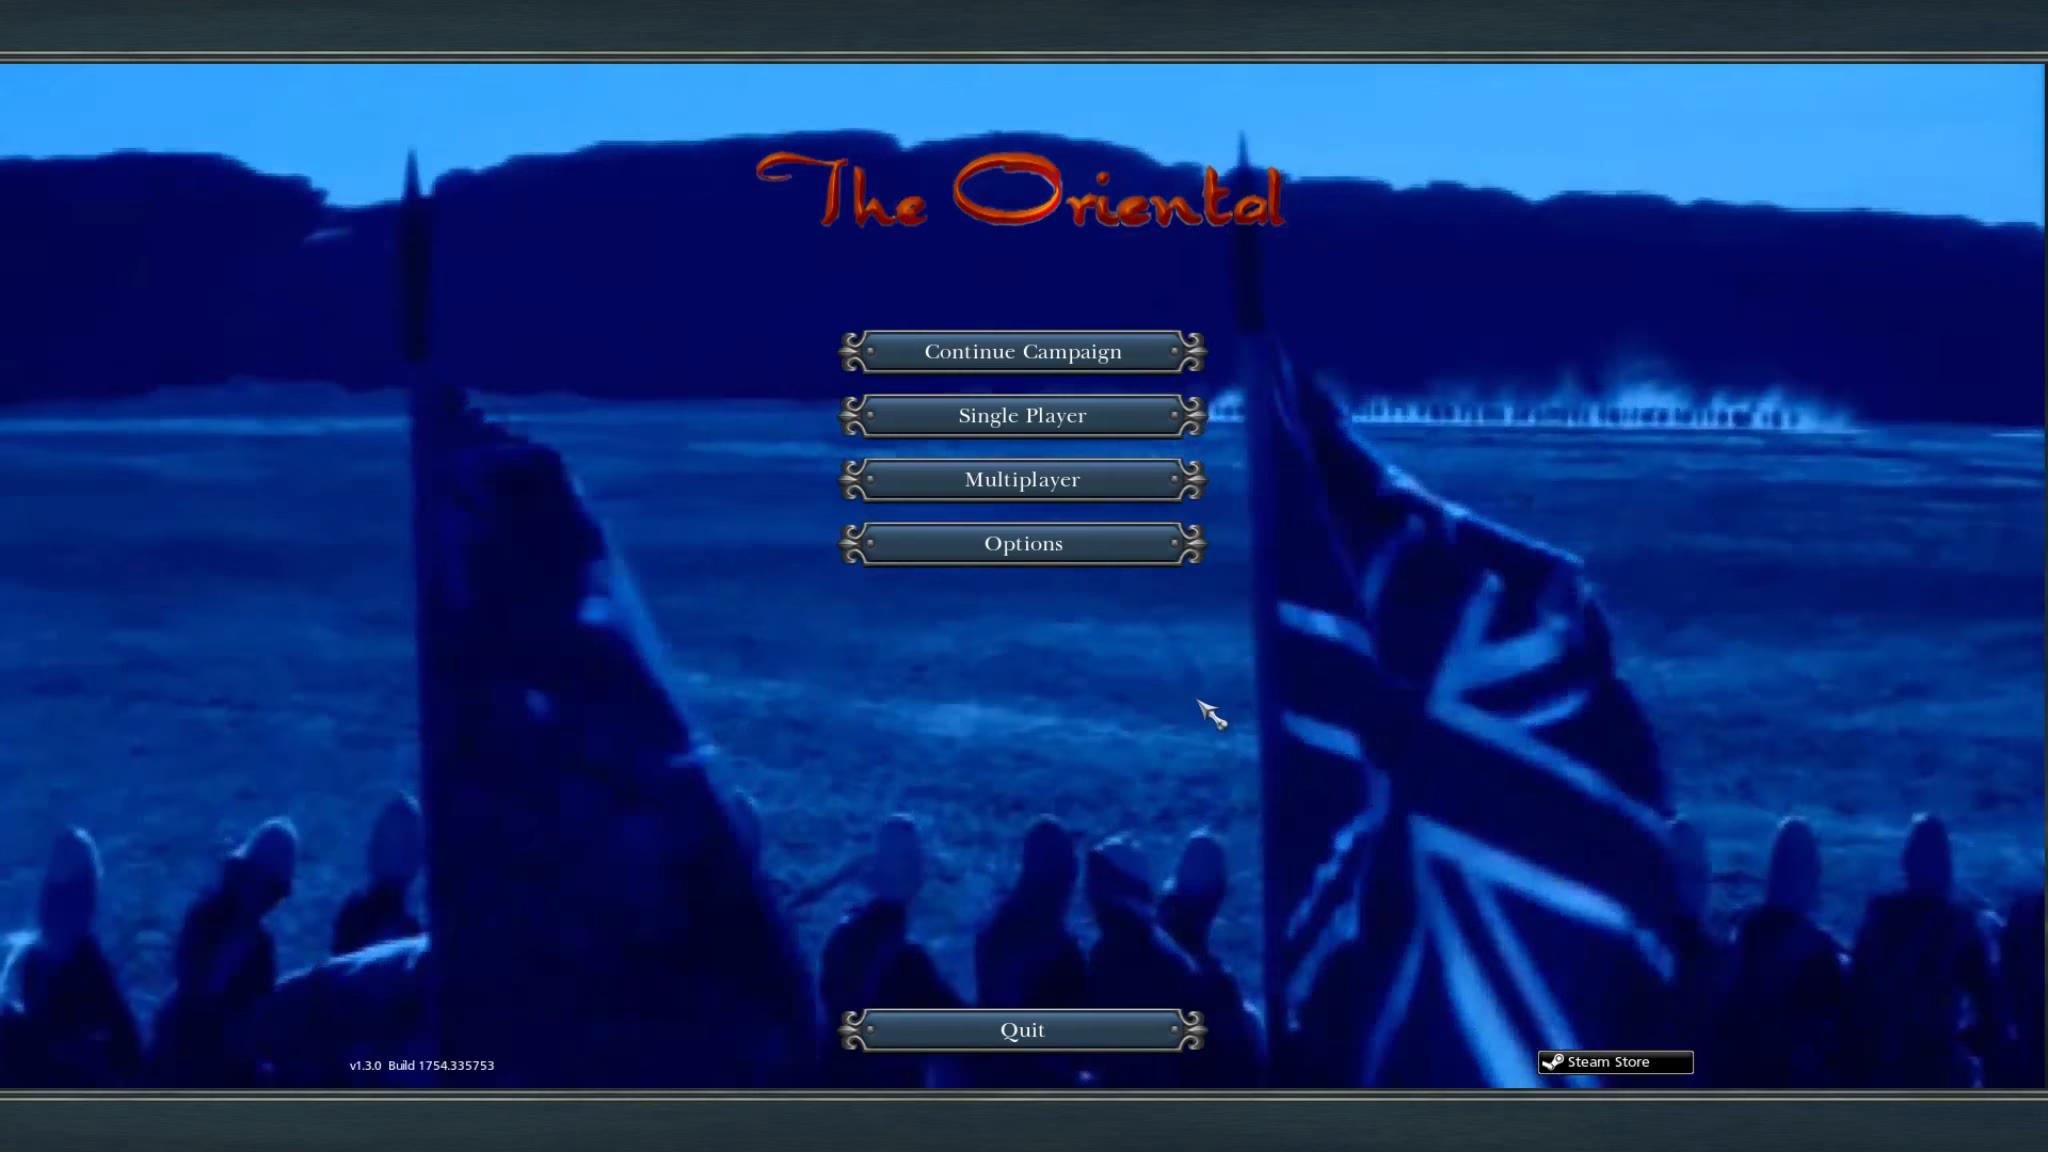 The Oriental
Continue Campaign
Single Player
Multiplayer
Options
Quit
v1.3.0 Build 1754.335753
Steam Store